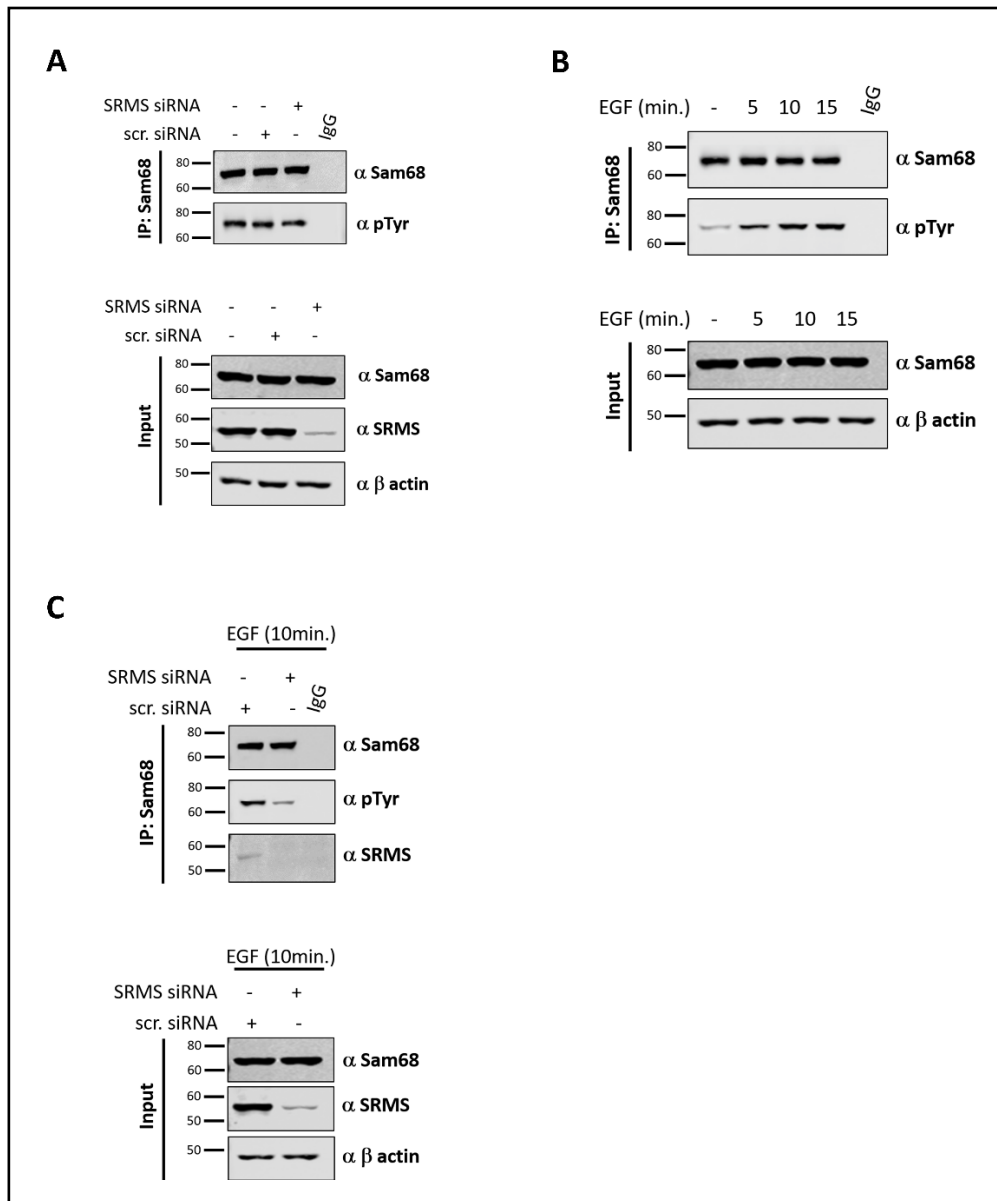 A
SRMS siRNA - - + IgG
scr. siRNA - + -
IP: Sam68
80
60
α Sam68
80
60
α pTyr
SRMS siRNA - - +
scr. siRNA - + -
Input
80
60
α Sam68
60
50
α SRMS
50
α β actin
B
EGF (min.) - 5 10 15 IgG
IP: Sam68
80
60
α Sam68
80
60
α pTyr
EGF (min.) - 5 10 15
Input
80
60
α Sam68
50
α β actin
C
EGF (10min.)
SRMS siRNA - + IgG
scr. siRNA + -
IP: Sam68
80
60
α Sam68
80
60
α pTyr
60
50
α SRMS
EGF (10min.)
SRMS siRNA - +
scr. siRNA + -
Input
80
60
α Sam68
60
50
α SRMS
50
α β actin